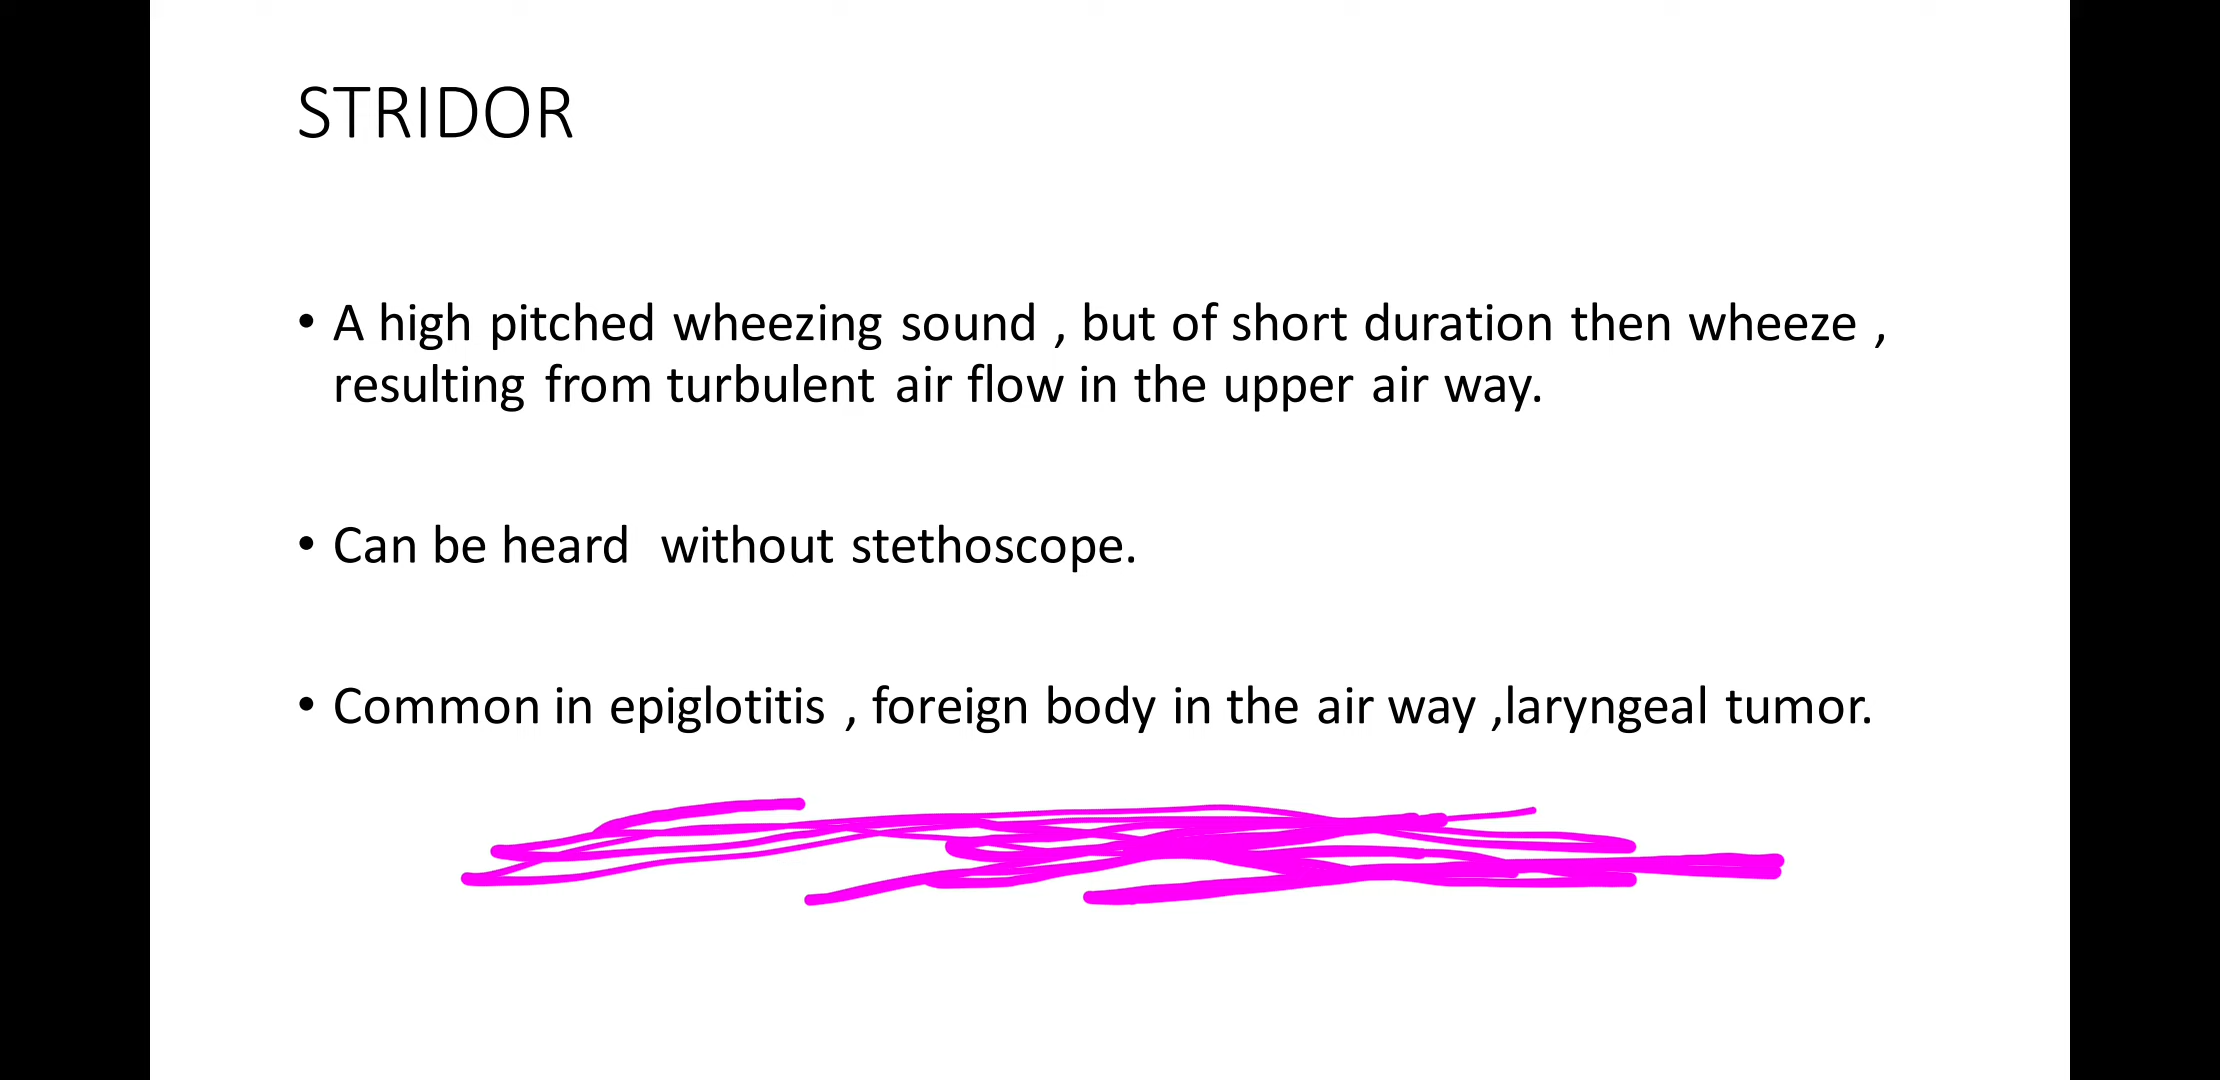 STRIDOR
• A high pitched wheezing sound , but of short duration then wheeze ,
resulting from turbulent air flow in the upper air way.
• Can be heard  without stethoscope.
• Common in epiglotitis , foreign body in the air way ,laryngeal tumor.